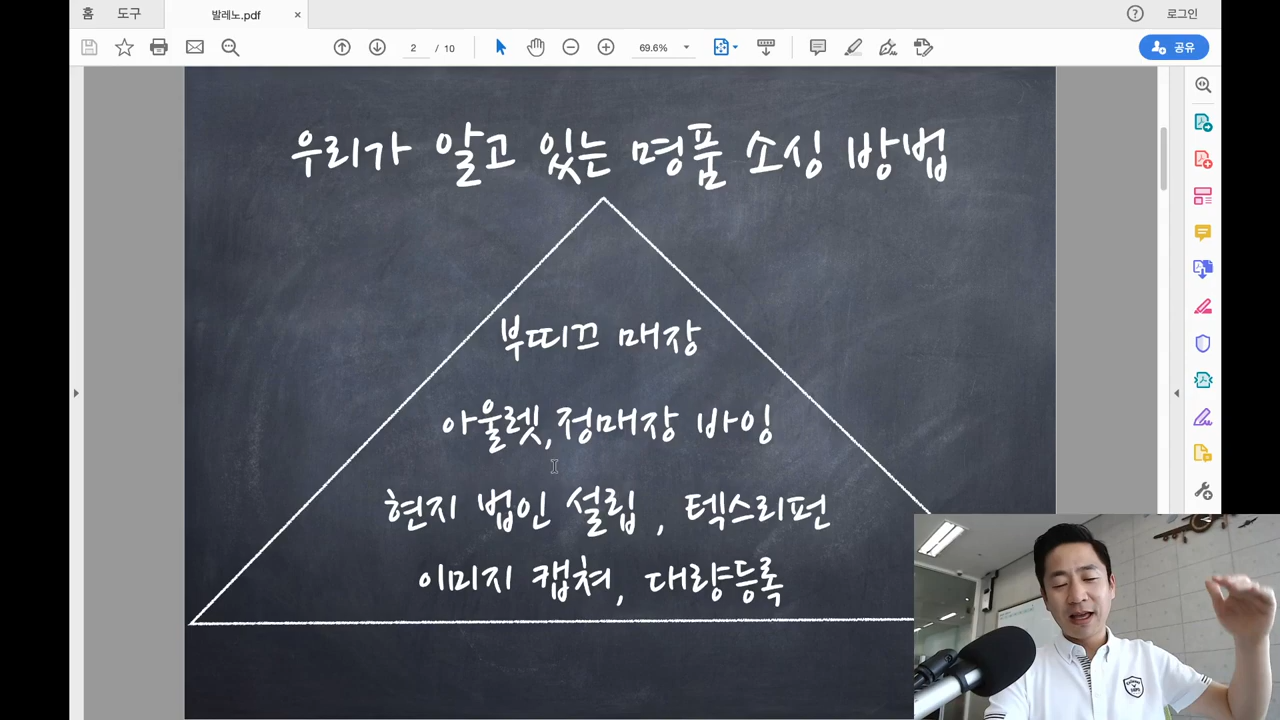 홈 도구 발레노.pdf × ? 로그인
2 / 10 69.6% 공유
우리가 알고 있는 명품 소싱 방법
부띠끄 매장
아울렛,정매장 바잉
현지 법인 설립 , 텍스리펀
이미지 캡쳐, 대량등록